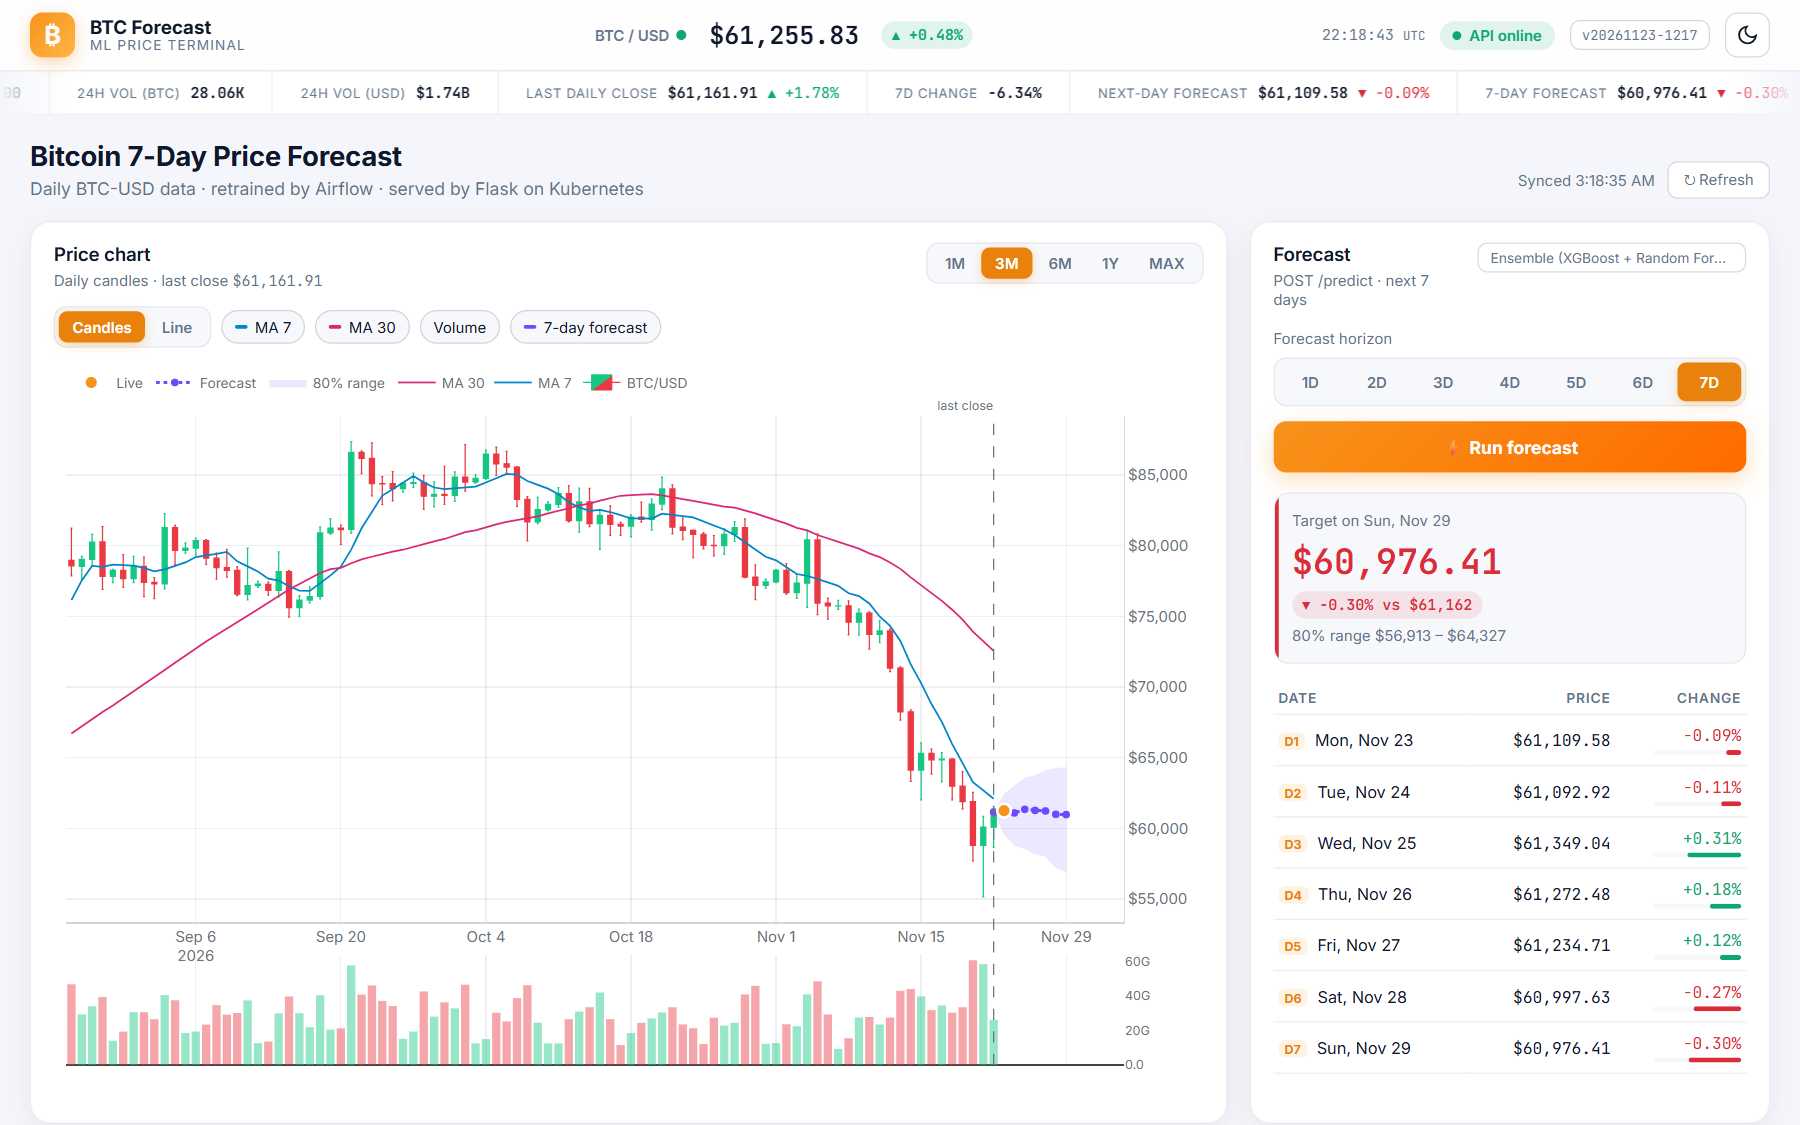 BTC Forecast
ML PRICE TERMINAL
BTC / USD $61,255.83 ▲ +0.48%
22:18:43 UTC API online v20261123-1217
24H VOL (BTC) 28.06K 24H VOL (USD) $1.74B LAST DAILY CLOSE $61,161.91 ▲ +1.78% 7D CHANGE -6.34% NEXT-DAY FORECAST $61,109.58 ▼ -0.09% 7-DAY FORECAST $60,976.41 ▼ -0.30%
Bitcoin 7-Day Price Forecast
Daily BTC-USD data · retrained by Airflow · served by Flask on Kubernetes
Synced 3:18:35 AM ↻ Refresh
Price chart
Daily candles · last close $61,161.91
1M 3M 6M 1Y MAX
Candles Line MA 7 MA 30 Volume 7-day forecast
Live Forecast 80% range MA 30 MA 7 BTC/USD
last close
$85,000
$80,000
$75,000
$70,000
$65,000
$60,000
$55,000
Sep 6 Sep 20 Oct 4 Oct 18 Nov 1 Nov 15 Nov 29
2026
60G
40G
20G
0.0
Forecast
Ensemble (XGBoost + Random For...
POST /predict · next 7
days
Forecast horizon
1D 2D 3D 4D 5D 6D 7D
Run forecast
Target on Sun, Nov 29
$60,976.41
▼ -0.30% vs $61,162
80% range $56,913 – $64,327
DATE PRICE CHANGE
D1 Mon, Nov 23 $61,109.58 -0.09%
D2 Tue, Nov 24 $61,092.92 -0.11%
D3 Wed, Nov 25 $61,349.04 +0.31%
D4 Thu, Nov 26 $61,272.48 +0.18%
D5 Fri, Nov 27 $61,234.71 +0.12%
D6 Sat, Nov 28 $60,997.63 -0.27%
D7 Sun, Nov 29 $60,976.41 -0.30%